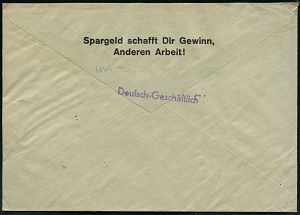 Spargeld schafft Dir Gewinn,
Anderen Arbeit!
Deutsch-Geschäftlich